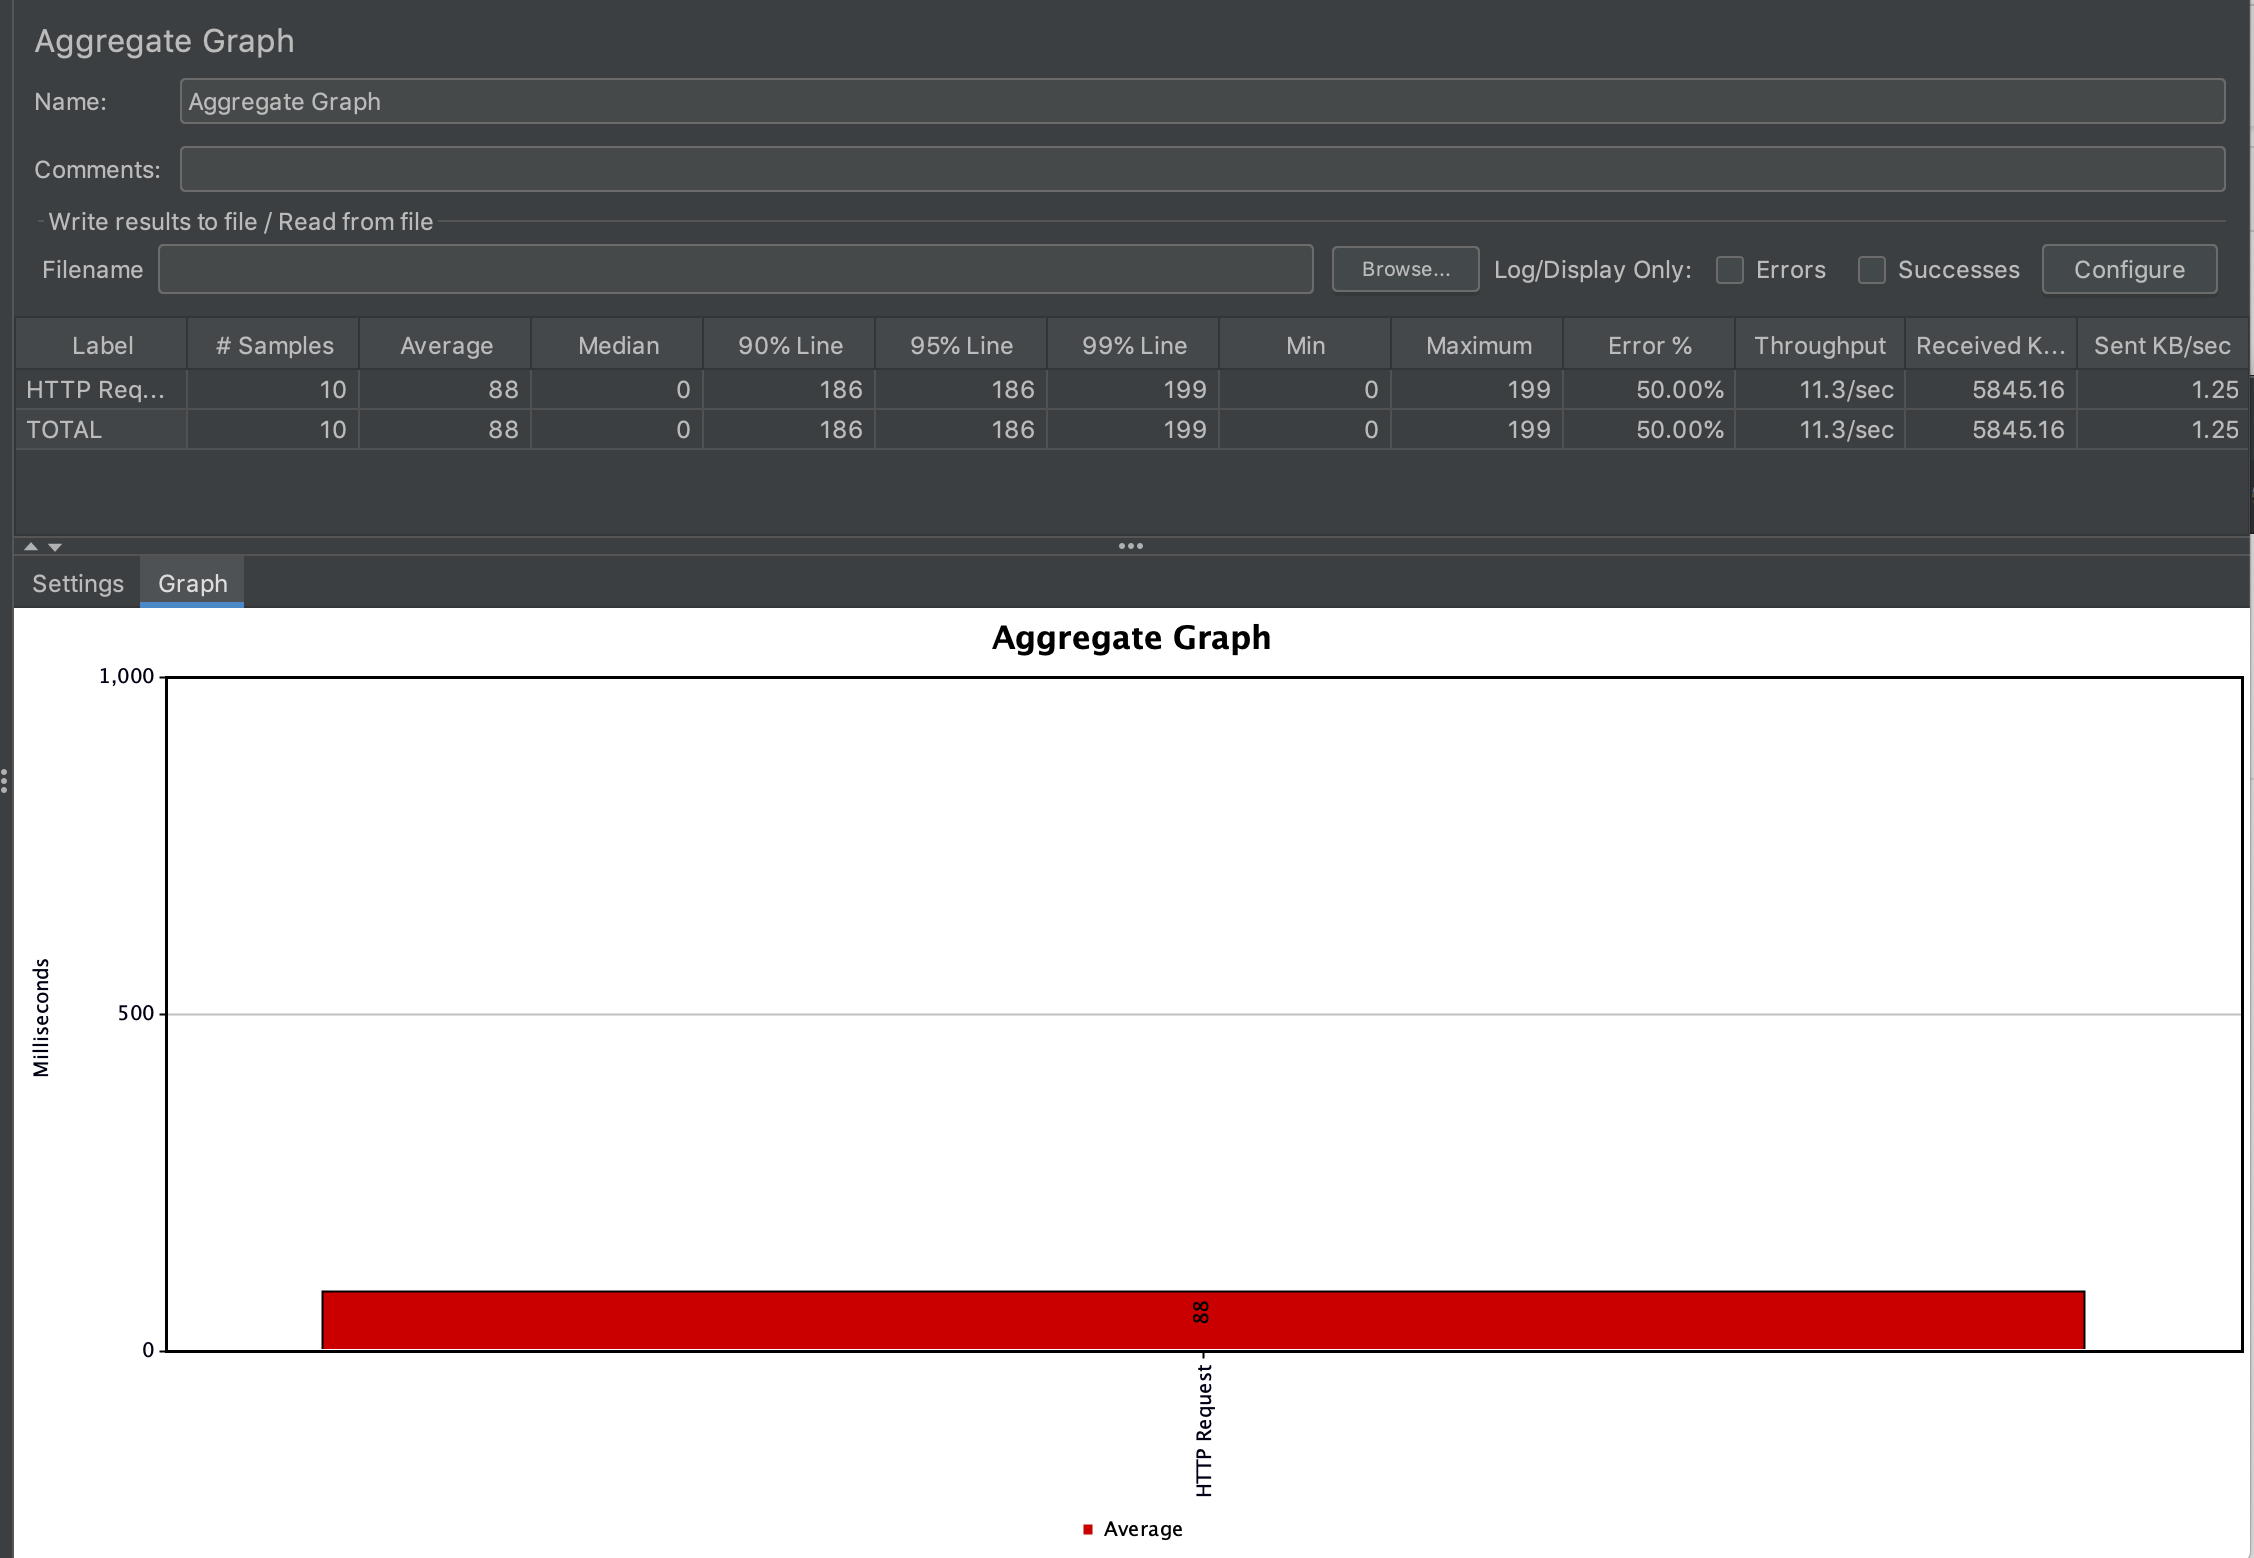 Aggregate Graph
Name: Aggregate Graph
Comments:
Write results to file / Read from file
Filename Browse... Log/Display Only: Errors Successes Configure
Label # Samples Average Median 90% Line 95% Line 99% Line Min Maximum Error % Throughput Received K... Sent KB/sec
HTTP Req... 10 88 0 186 186 199 0 199 50.00% 11.3/sec 5845.16 1.25
TOTAL 10 88 0 186 186 199 0 199 50.00% 11.3/sec 5845.16 1.25
Settings Graph
Aggregate Graph
1,000
500
0
Milliseconds
88
HTTP Request
Average